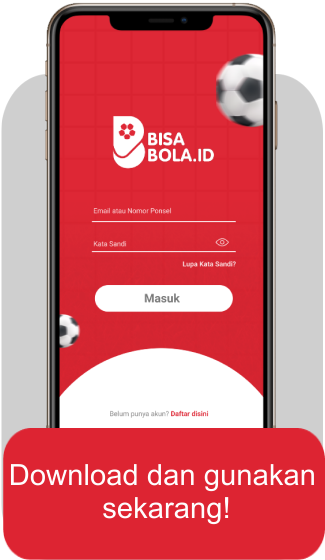 BISA
BOLA.ID
Email atau Nomor Ponsel
Kata Sandi
Lupa Kata Sandi?
Masuk
Belum punya akun? Daftar disini
Download dan gunakan
sekarang!